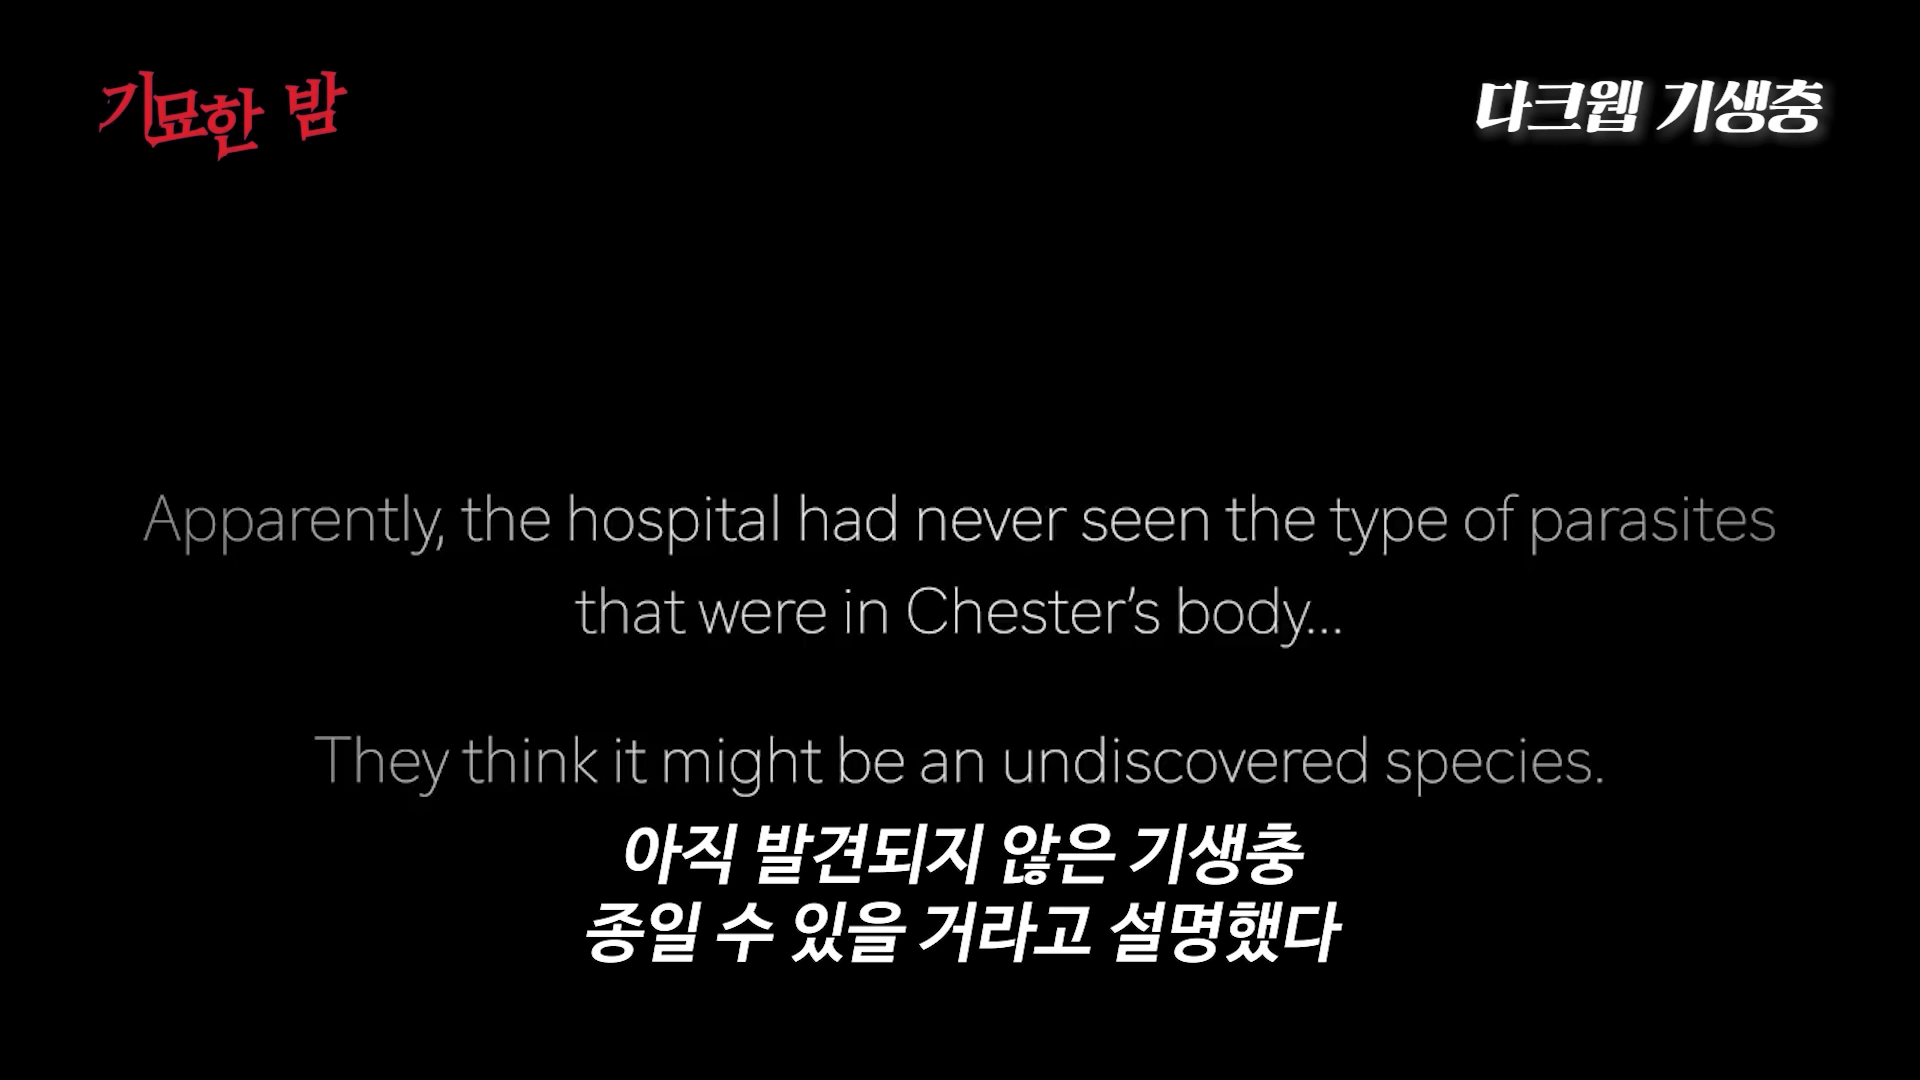 기묘한 밤
다크웹 기생충
Apparently, the hospital had never seen the type of parasites
that were in Chester’s body...
They think it might be an undiscovered species.
아직 발견되지 않은 기생충
종일 수 있을 거라고 설명했다